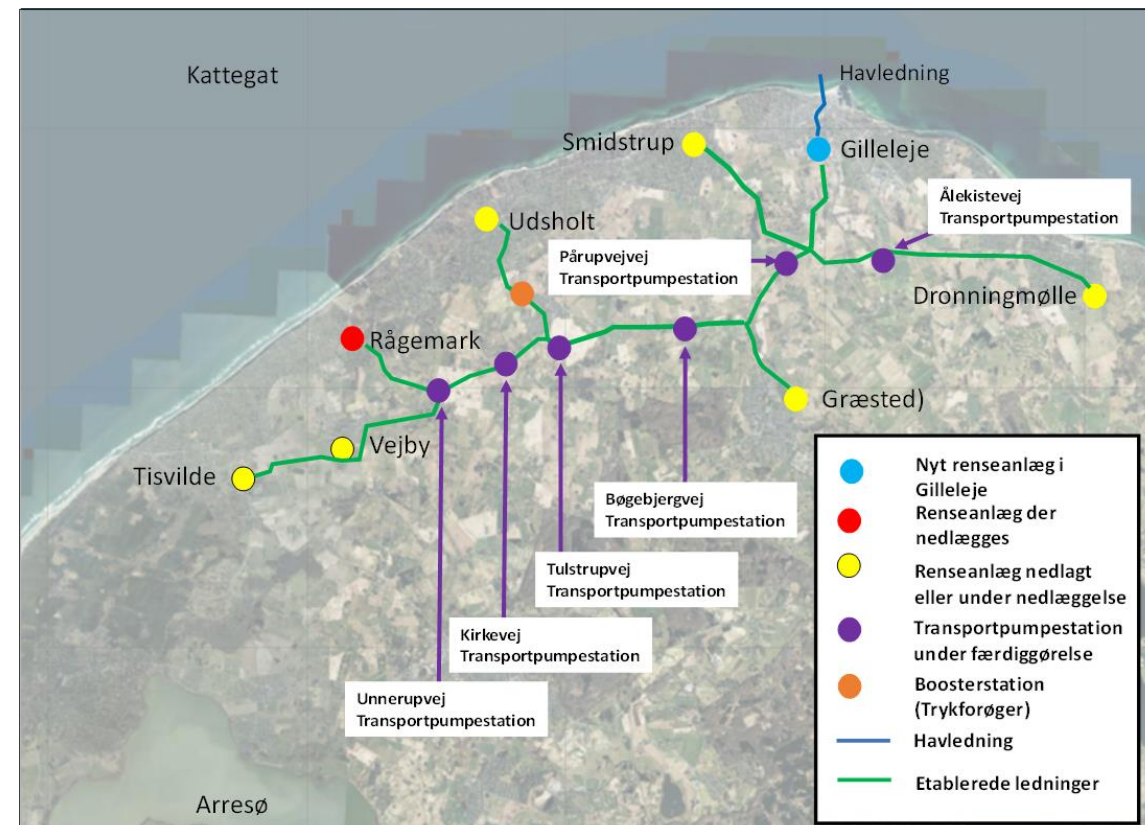 Kattegat
Havledning
Smidstrup
Gilleleje
Ålekistevej
Transportpumpestation
Udsholt
Pårupvejvej
Transportpumpestation
Dronningmølle
Rågemark
Græsted)
Vejby
Tisvilde
Bøgebjergvej
Transportpumpestation
Tulstrupvej
Transportpumpestation
Kirkevej
Transportpumpestation
Unnerupvej
Transportpumpestation
Arresø
Nyt renseanlæg i
Gilleleje
Renseanlæg der
nedlægges
Renseanlæg nedlagt
eller under nedlæggelse
Transportpumpestation
under færdiggørelse
Boosterstation
(Trykforøger)
Havledning
Etablerede ledninger